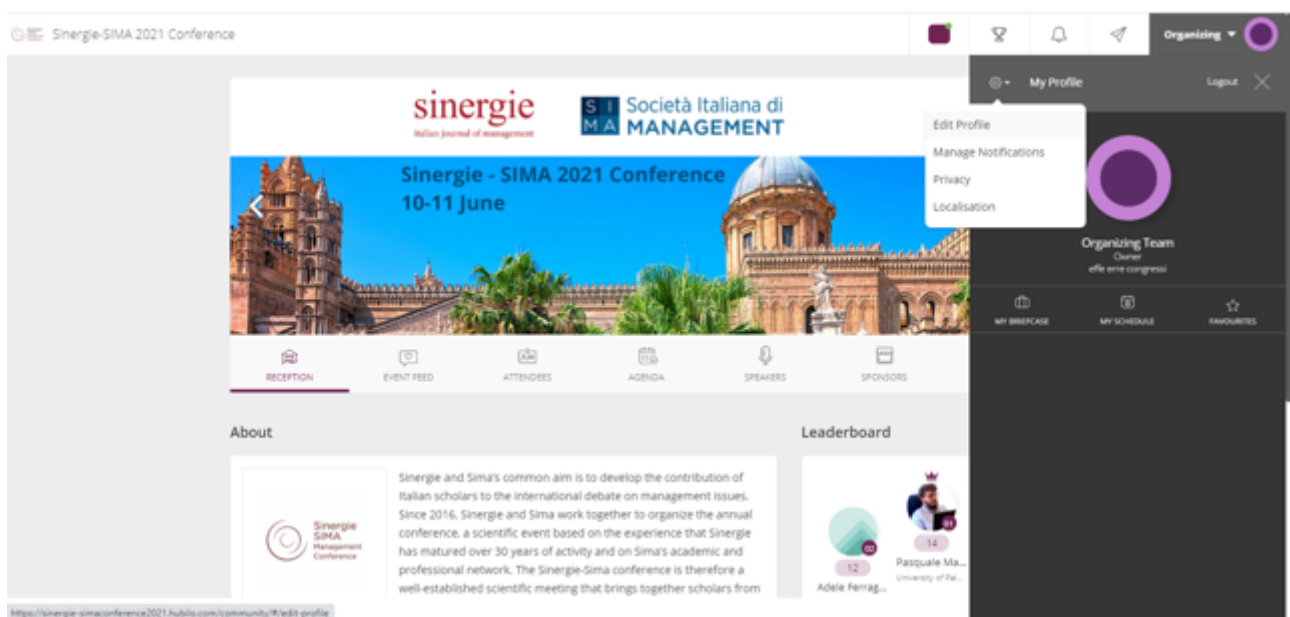 Sinergie-SIMA 2021 Conference
Organizing
My Profile
Logout
Edit Profile
Manage Notifications
Privacy
Localisation
sinergie
italian journal of management
S I
M A
Società Italiana di
MANAGEMENT
Sinergie - SIMA 2021 Conference
10-11 June
Organizing Team
Owner
effe erre congressi
MY BRIEFCASE
MY SCHEDULE
FAVOURITES
RECEPTION
EVENT FEED
ATTENDEES
AGENDA
SPEAKERS
SPONSORS
About
Leaderboard
Sinergie
SIMA
Management
Conference
Sinergie and Sima's common aim is to develop the contribution of
Italian scholars to the international debate on management issues.
Since 2016, Sinergie and Sima work together to organize the annual
conference, a scientific event based on the experience that Sinergie
has matured over 30 years of activity and on Sima's academic and
professional network. The Sinergie-Sima conference is therefore a
well-established scientific meeting that brings together scholars from
02
12
Adele Ferrag...
01
14
Pasquale Ma...
University of Pal...
https://sinergie-simaconference2021.hubilo.com/community/#/edit-profile